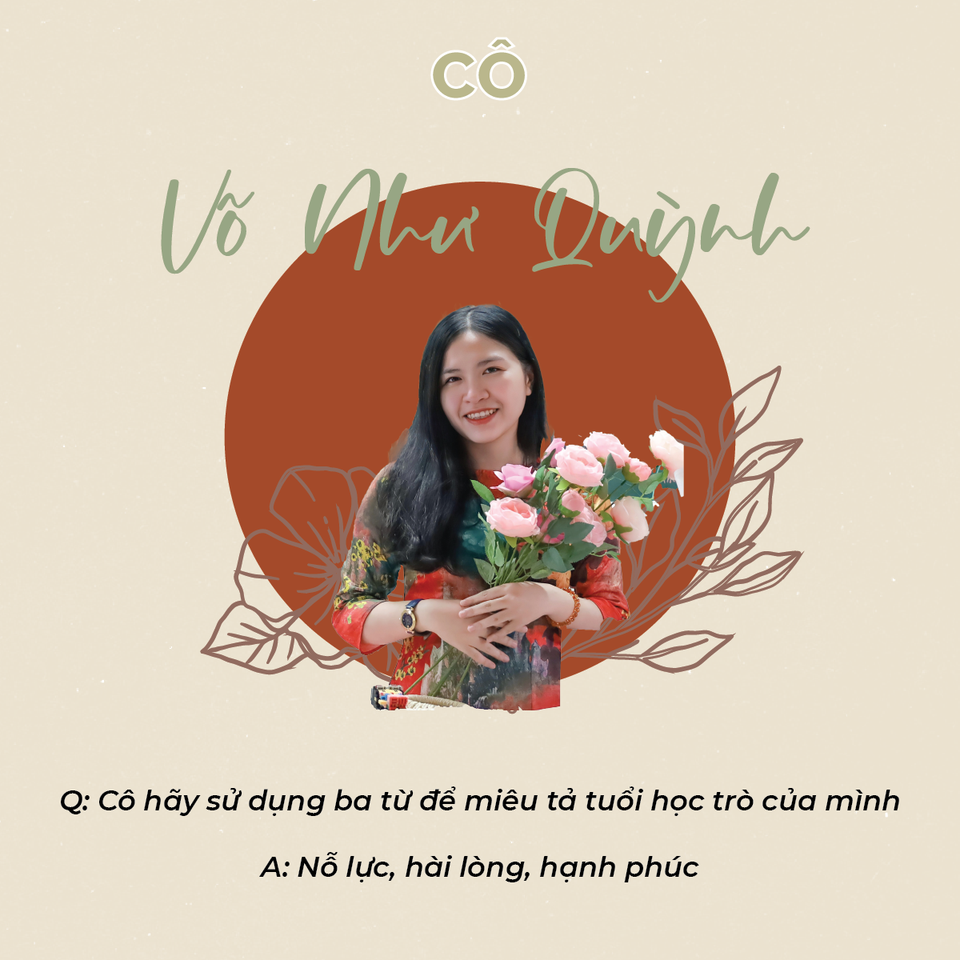 CÔ
Võ Như Quỳnh
Q: Cô hãy sử dụng ba từ để miêu tả tuổi học trò của mình
A: Nỗ lực, hài lòng, hạnh phúc